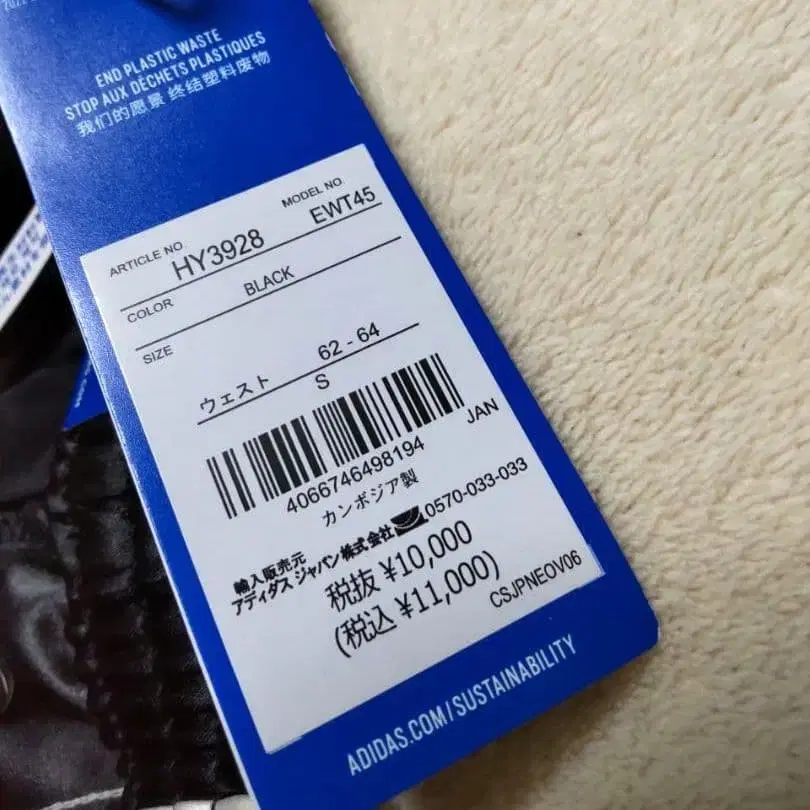 END PLASTIC WASTE
STOP AUX DÉCHETS PLASTIQUES
我们的愿景 终结塑料废物
ARTICLE NO. HY3928 MODEL NO. EWT45
COLOR BLACK
SIZE
ウェスト 62 - 64
S
JAN
4066746498194
カンボジア製
輸入販売元
アディダス ジャパン株式会社 0570-033-033
税抜 ¥10,000
(税込 ¥11,000)
CSJPNEOV06
ADIDAS.COM/SUSTAINABILITY